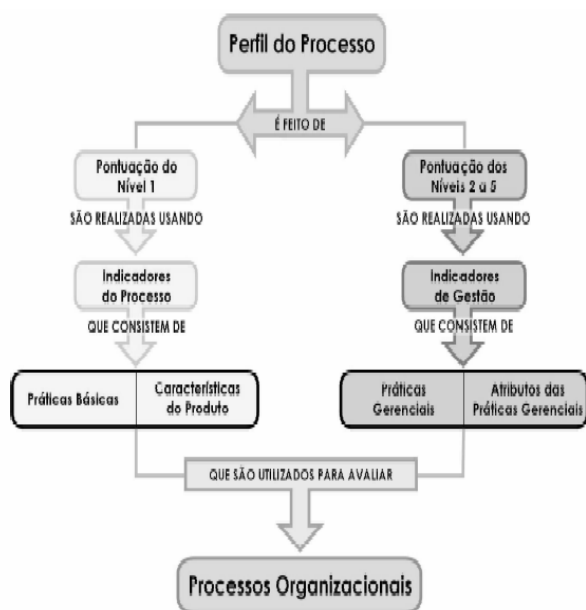 Perfil do Processo
É FEITO DE
Pontuação do
Nível 1
Pontuação dos
Níveis 2 a 5
SÃO REALIZADAS USANDO
SÃO REALIZADAS USANDO
Indicadores
do Processo
Indicadores
de Gestão
QUE CONSISTEM DE
QUE CONSISTEM DE
Práticas Básicas
Características
do Produto
Práticas
Gerenciais
Atributos das
Práticas Gerenciais
QUE SÃO UTILIZADOS PARA AVALIAR
Processos Organizacionais